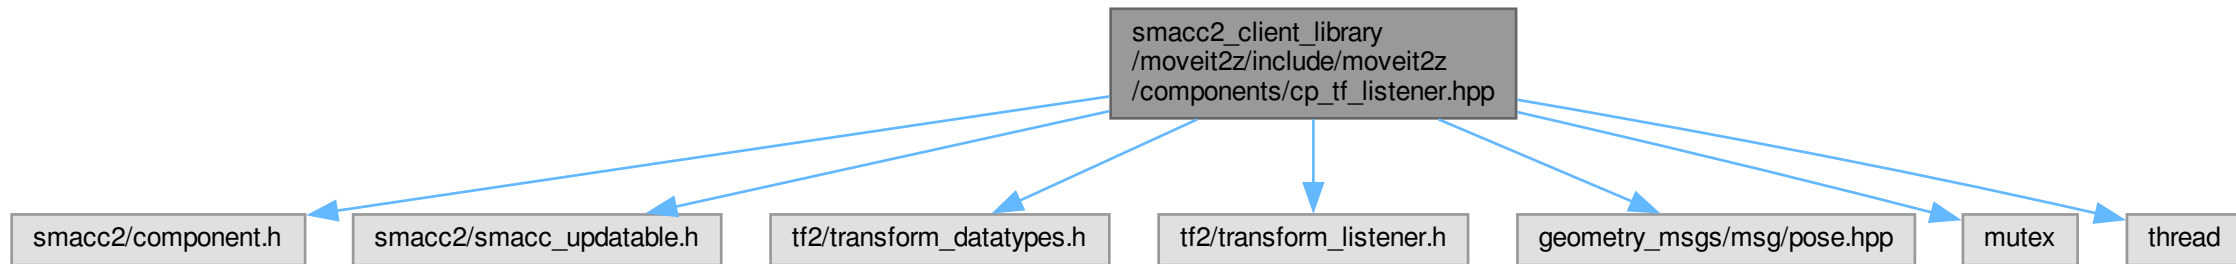 smacc2_client_library
/moveit2z/include/moveit2z
/components/cp_tf_listener.hpp
smacc2/component.h
smacc2/smacc_updatable.h
tf2/transform_datatypes.h
tf2/transform_listener.h
geometry_msgs/msg/pose.hpp
mutex
thread